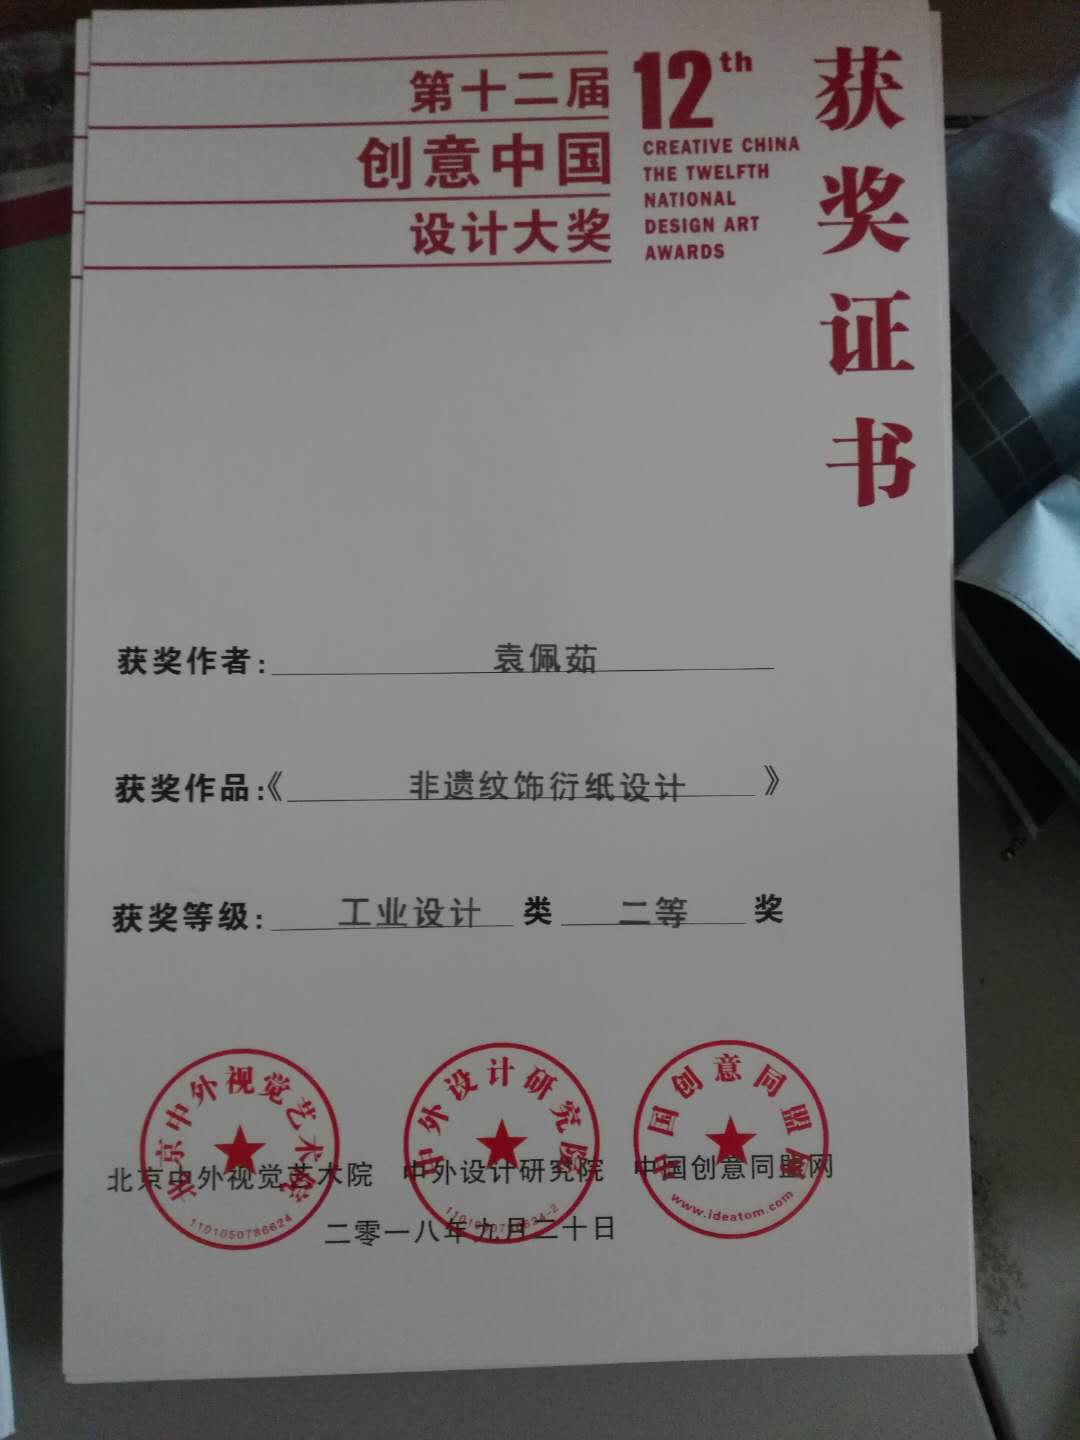 第十二届
创意中国
设计大奖
12th
CREATIVE CHINA
THE TWELFTH
NATIONAL
DESIGN ART
AWARDS
获奖证书
获奖作者: 袁佩茹
获奖作品:《 非遗纹饰衍纸设计 》
获奖等级: 工业设计 类 二等 奖
北京中外视觉艺术院
1101050786624
中外设计研究院
中国创意同盟网
www.ideatom.com
北京中外视觉艺术院 中外设计研究院 中国创意同盟网
二零一八年九月二十日